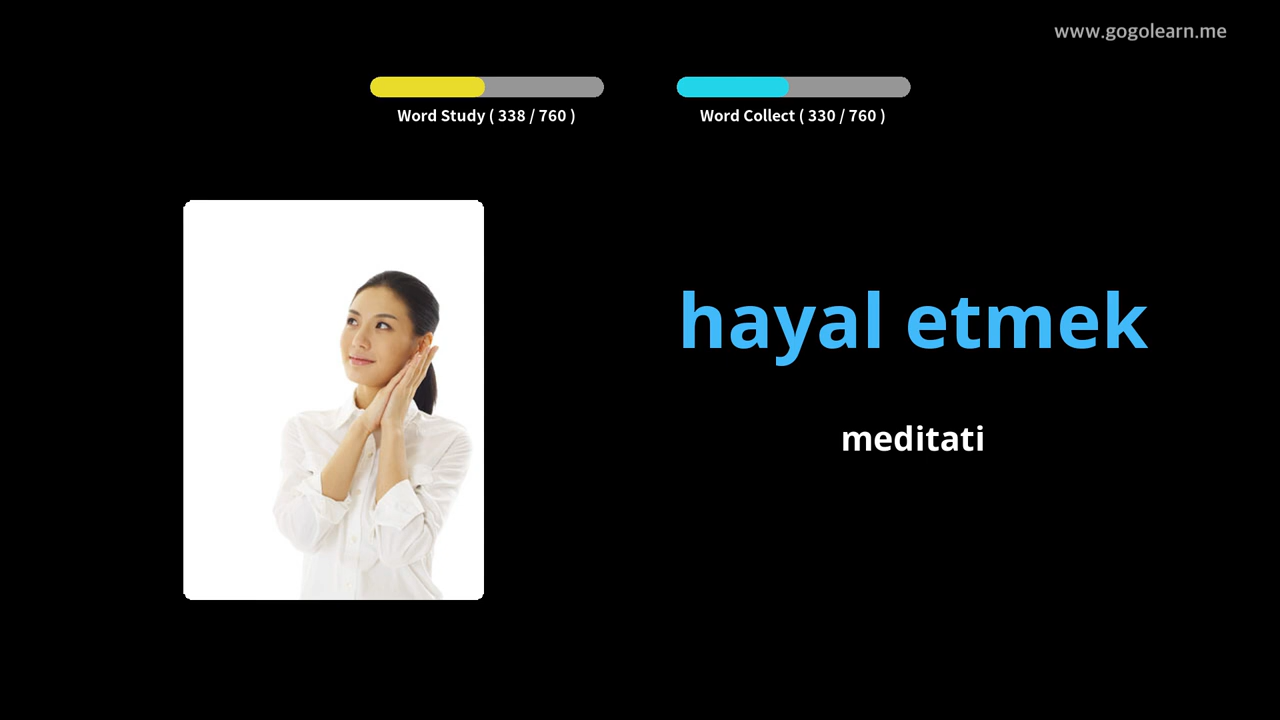 www.gogolearn.me
Word Study ( 338 / 760 )
Word Collect ( 330 / 760 )
hayal etmek
meditati